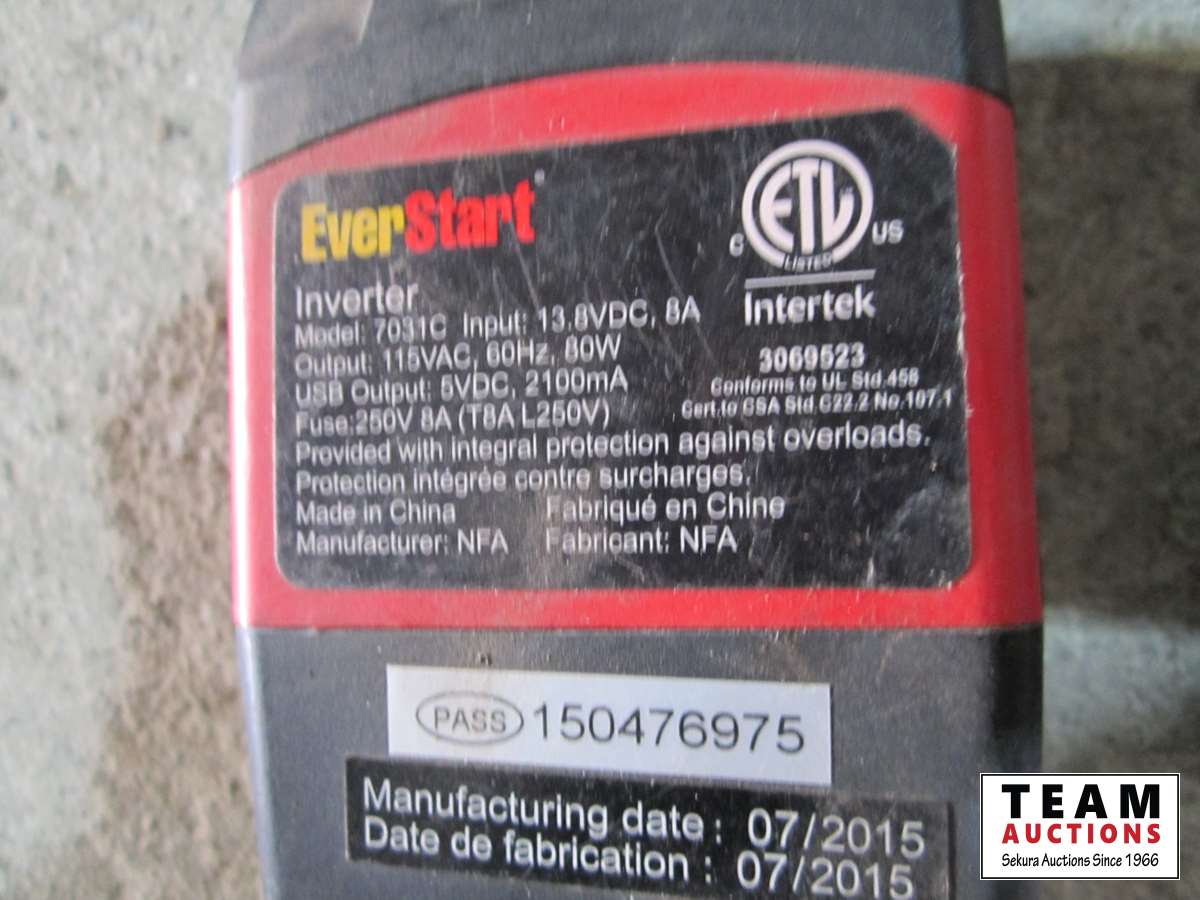 EverStart
Inverter
Model: 7031C Input: 13.8VDC, 8A
Output: 115VAC, 60Hz, 80W
USB Output: 5VDC, 2100mA
Fuse:250V 8A (T8A L250V)
Provided with integral protection against overloads.
Protection intégrée contre surcharges.
Made in China Fabriqué en Chine
Manufacturer: NFA Fabricant: NFA
ETL
C US
LISTED
Intertek
3069523
Conforms to UL Std.458
Cert.to CSA Std C22.2 No.107.1
PASS 150476975
Manufacturing date : 07/2015
Date de fabrication : 07/2015
TEAM
AUCTIONS
Sekura Auctions Since 1966